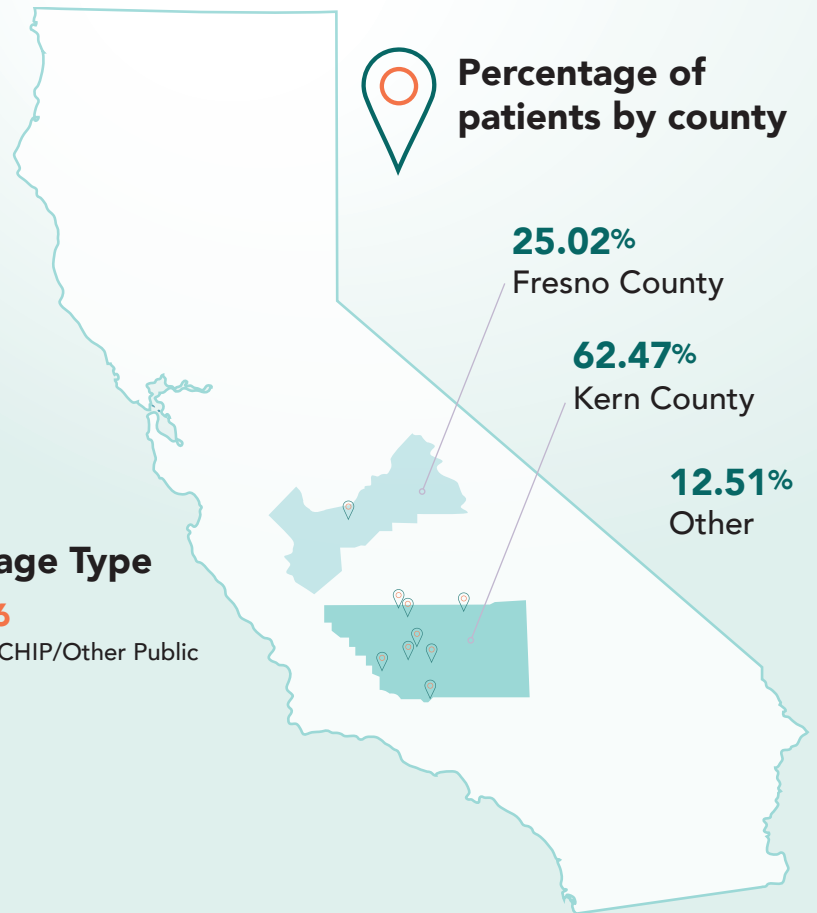 Percentage of
patients by county
25.02%
Fresno County
62.47%
Kern County
12.51%
Other
age Type
CHIP/Other Public